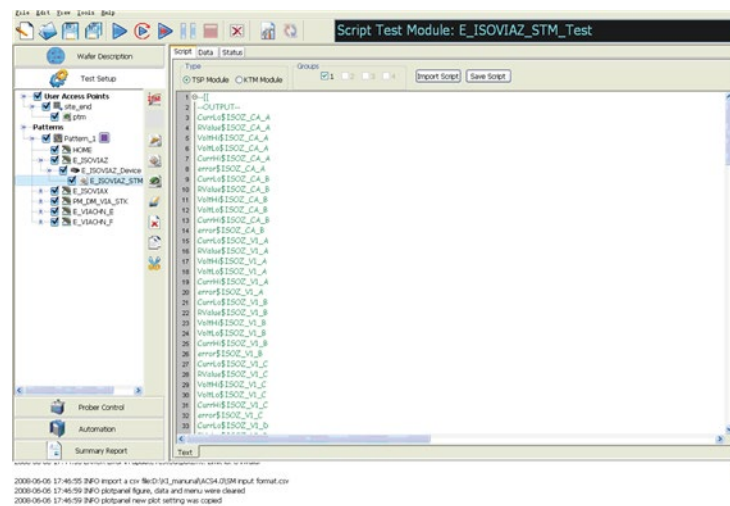 File Edit View Tools Help
Script Test Module: E_ISOVIAZ_STM_Test
Wafer Description
Test Setup
User Access Points
site_end
ptm
Patterns
Pattern_1
HOME
E_ISOVIAZ
E_ISOVIAZ_Device
E_ISOVIAZ_STM
E_ISOVIAX
PM_DM_VIA_STK
E_VIACHN_E
E_VIACHN_F
Prober Control
Automation
Summary Report
Script Data Status
Type
TSP Module KTM Module
Groups
1 2 3 4
Import Script Save Script
1 --[[
2 --OUTPUT--
3 CurrLo$ISOZ_CA_A
4 RValue$ISOZ_CA_A
5 VoltHi$ISOZ_CA_A
6 VoltLo$ISOZ_CA_A
7 CurrHi$ISOZ_CA_A
8 error$ISOZ_CA_A
9 CurrLo$ISOZ_CA_B
10 RValue$ISOZ_CA_B
11 VoltHi$ISOZ_CA_B
12 VoltLo$ISOZ_CA_B
13 CurrHi$ISOZ_CA_B
14 error$ISOZ_CA_B
15 CurrLo$ISOZ_V1_A
16 RValue$ISOZ_V1_A
17 VoltHi$ISOZ_V1_A
18 VoltLo$ISOZ_V1_A
19 CurrHi$ISOZ_V1_A
20 error$ISOZ_V1_A
21 CurrLo$ISOZ_V1_B
22 RValue$ISOZ_V1_B
23 VoltHi$ISOZ_V1_B
24 VoltLo$ISOZ_V1_B
25 CurrHi$ISOZ_V1_B
26 error$ISOZ_V1_B
27 CurrLo$ISOZ_V1_C
28 RValue$ISOZ_V1_C
29 VoltHi$ISOZ_V1_C
30 VoltLo$ISOZ_V1_C
31 CurrHi$ISOZ_V1_C
32 error$ISOZ_V1_C
33 CurrLo$ISOZ_V1_D
Text
2008-06-06 17:46:55 INFO import a csv file:D:\KI_manunal\ACS4.0\SM input format.csv
2008-06-06 17:46:59 INFO plotpanel figure, data and menu were cleared
2008-06-06 17:46:59 INFO plotpanel new plot setting was copied